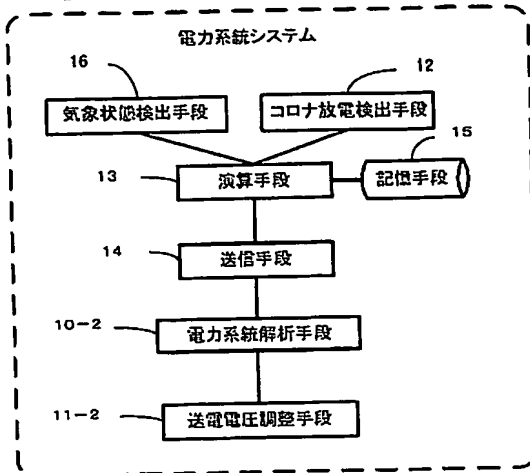 電力系統システム
16
12
気象状態検出手段
コロナ放電検出手段
15
13
演算手段
記憶手段
14
送信手段
10-2
電力系統解析手段
11-2
送電電圧調整手段